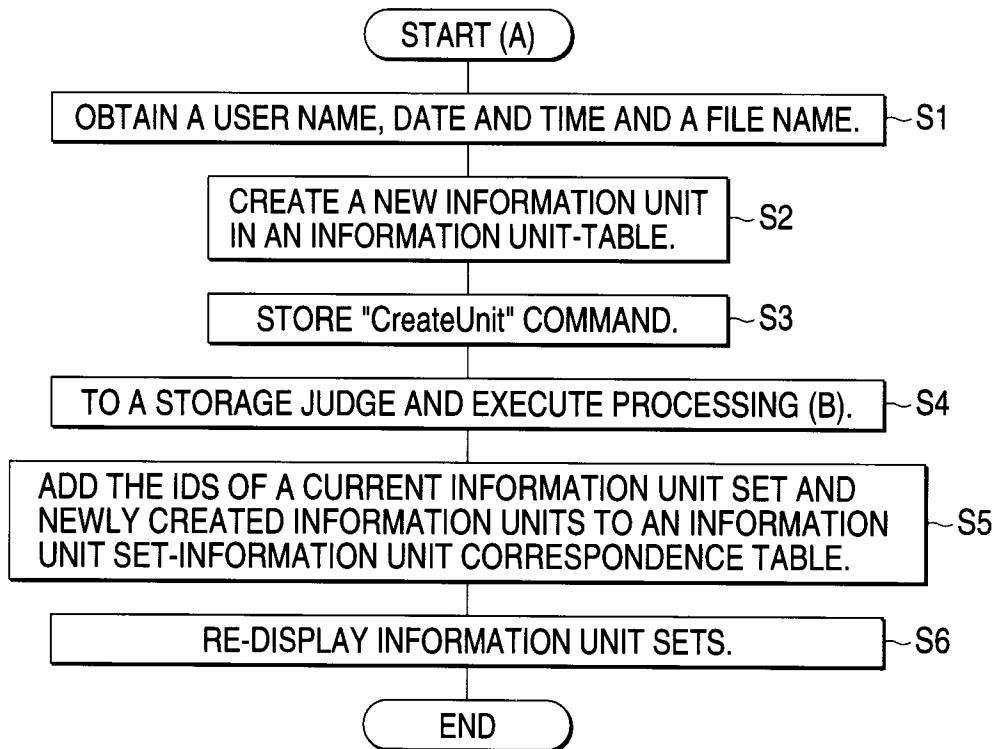 START (A)
OBTAIN A USER NAME, DATE AND TIME AND A FILE NAME.
S1
CREATE A NEW INFORMATION UNIT
IN AN INFORMATION UNIT-TABLE.
S2
STORE "CreateUnit" COMMAND.
S3
TO A STORAGE JUDGE AND EXECUTE PROCESSING (B).
S4
ADD THE IDS OF A CURRENT INFORMATION UNIT SET AND
NEWLY CREATED INFORMATION UNITS TO AN INFORMATION
UNIT SET-INFORMATION UNIT CORRESPONDENCE TABLE.
S5
RE-DISPLAY INFORMATION UNIT SETS.
S6
END